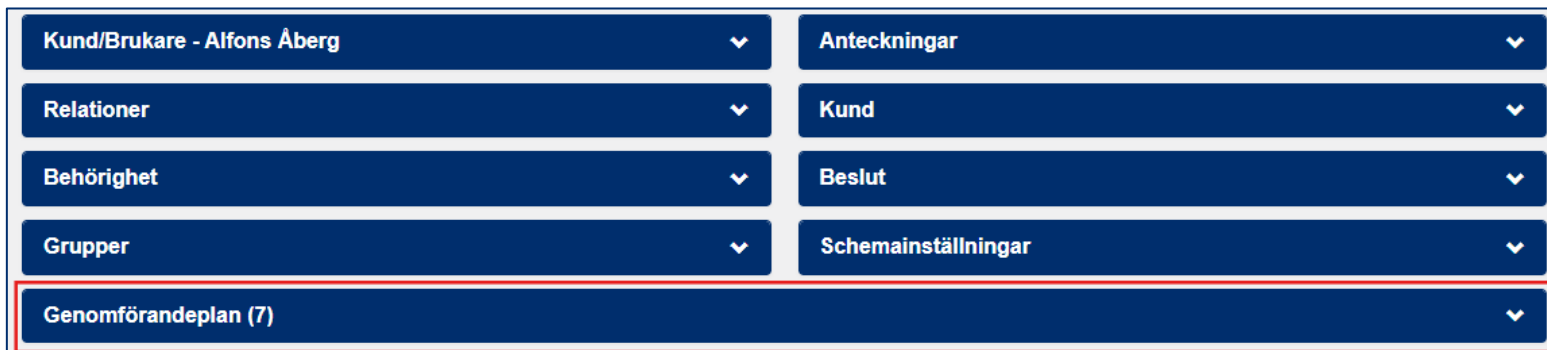 Kund/Brukare - Alfons Åberg
Anteckningar
Relationer
Kund
Behörighet
Beslut
Grupper
Schemainställningar
Genomförandeplan (7)